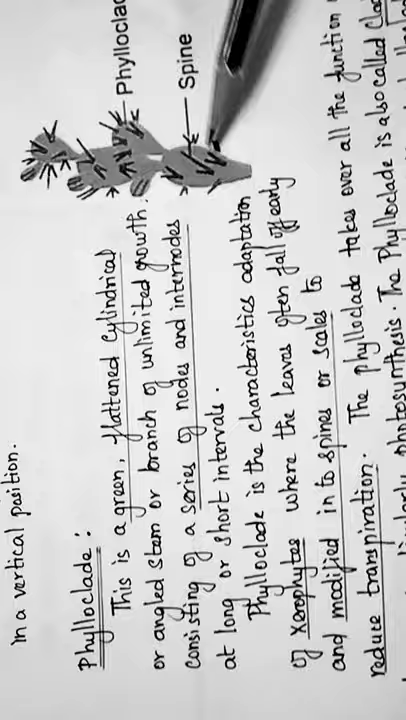 in a vertical position.
Phylloclade:
This is a green, flattened cylindrical
or angled stem or branch of unlimited growth.
consisting of a series of nodes and internodes
at long or short intervals.
Phylloclade is the characteristics adaptation
of xerophytes where the leaves often fall off early
and modified in to spines or scales to
reduce transpiration. The phylloclade takes over all the function
photosynthesis. The Phylloclade is also called
Phylloclad
Spine